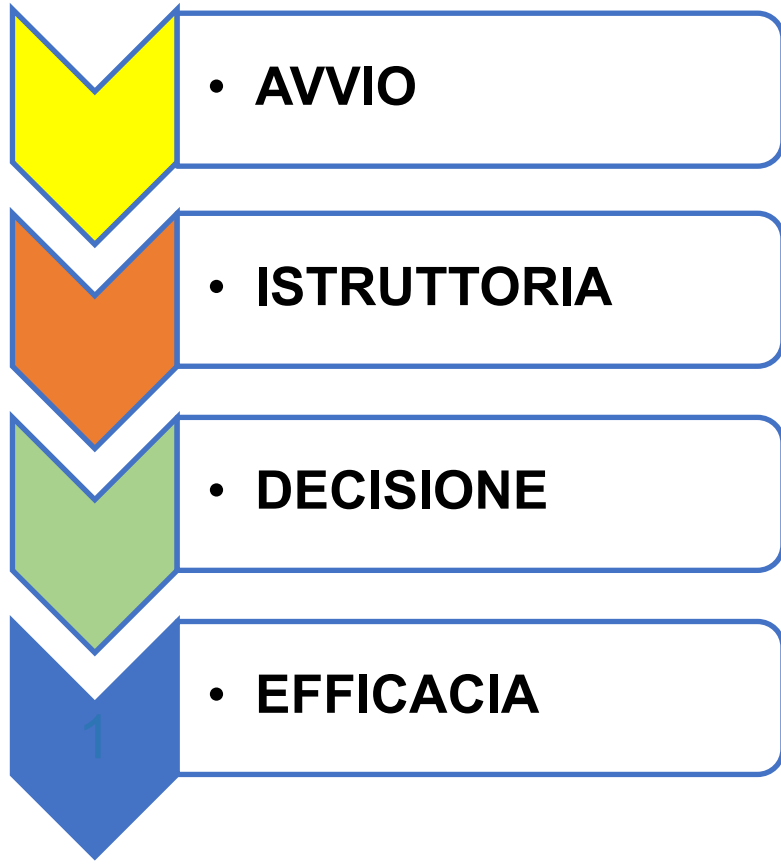 • AVVIO
• ISTRUTTORIA
• DECISIONE
• EFFICACIA
1